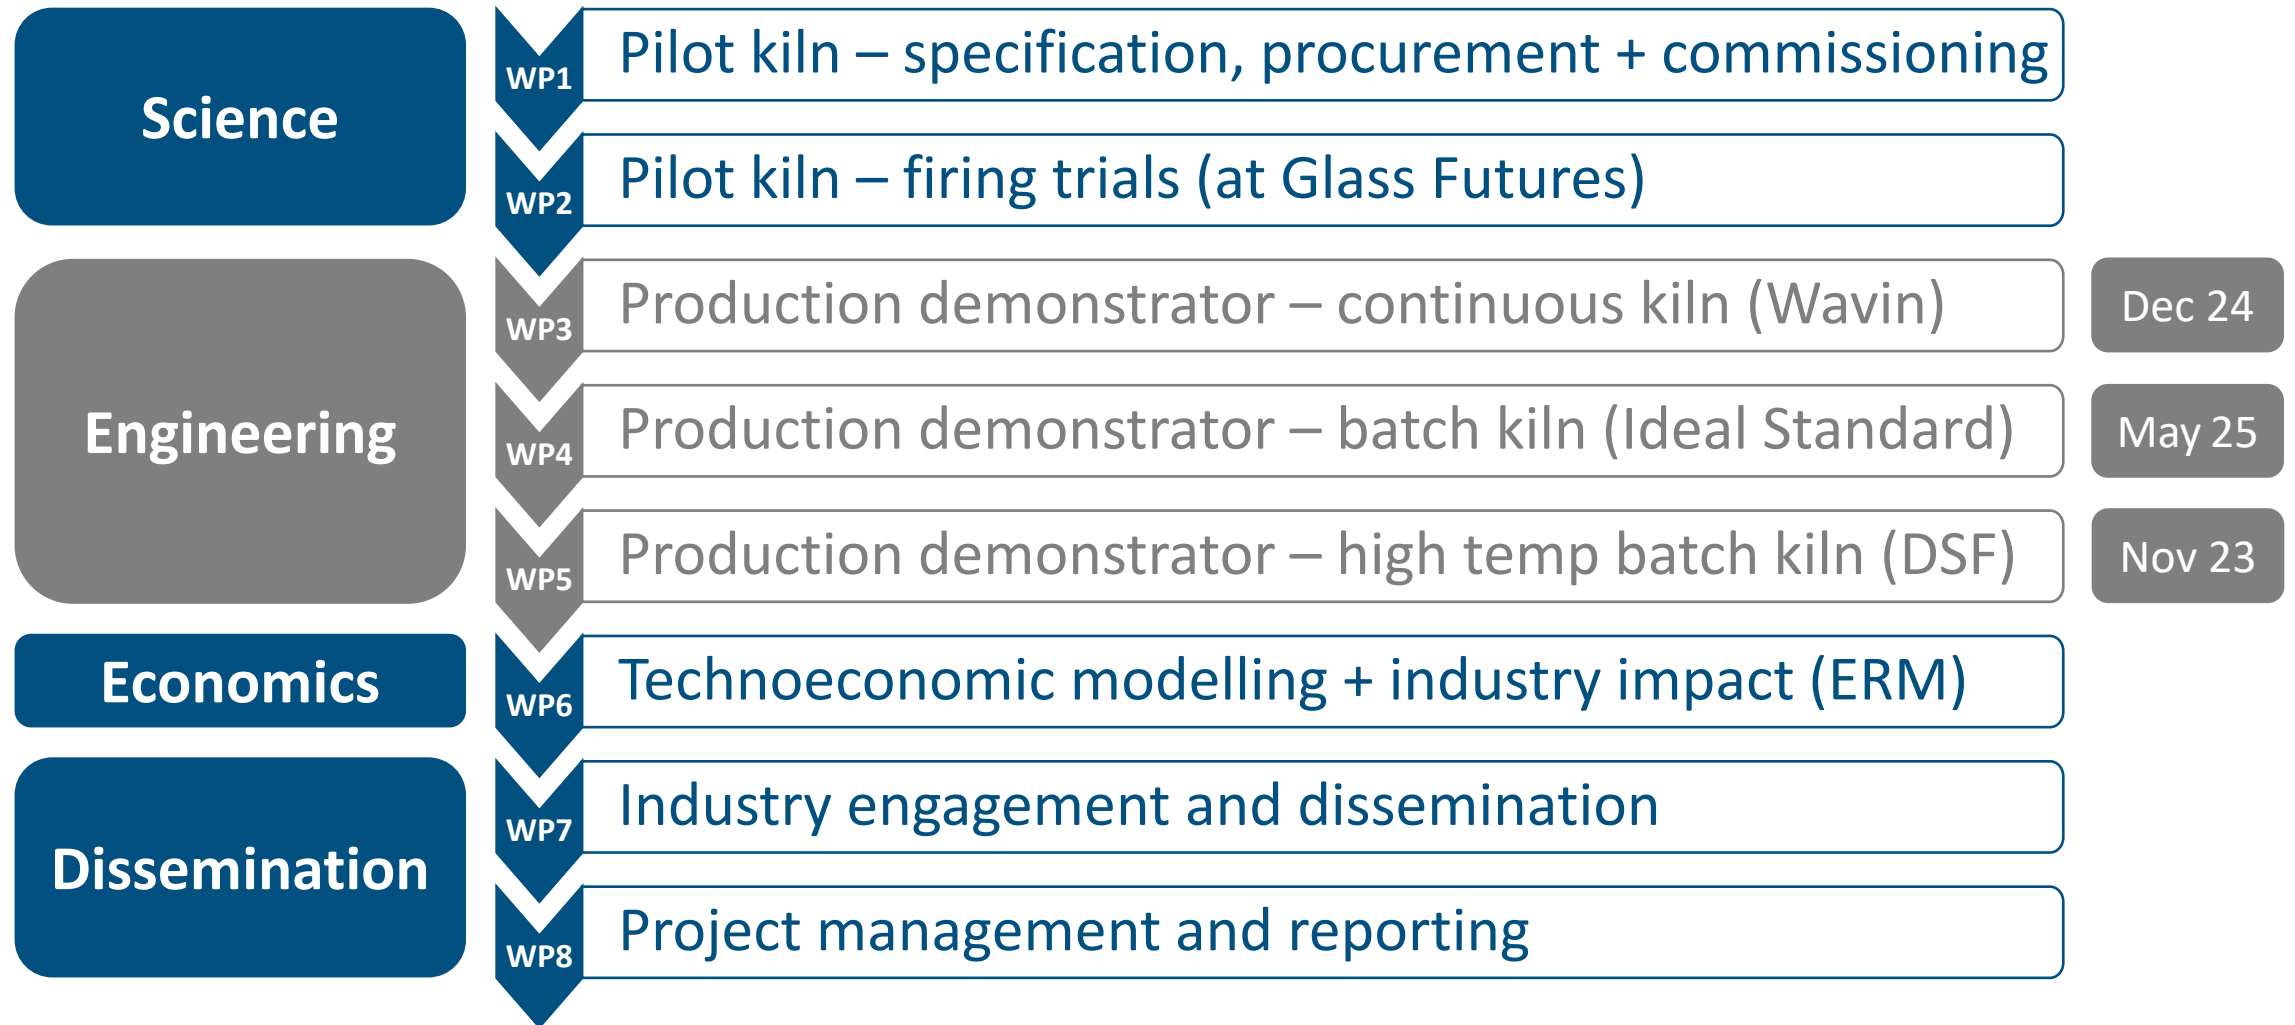 Science
WP1
Pilot kiln – specification, procurement + commissioning
WP2
Pilot kiln – firing trials (at Glass Futures)
Engineering
WP3
Production demonstrator – continuous kiln (Wavin)
Dec 24
WP4
Production demonstrator – batch kiln (Ideal Standard)
May 25
WP5
Production demonstrator – high temp batch kiln (DSF)
Nov 23
Economics
WP6
Technoeconomic modelling + industry impact (ERM)
Dissemination
WP7
Industry engagement and dissemination
WP8
Project management and reporting